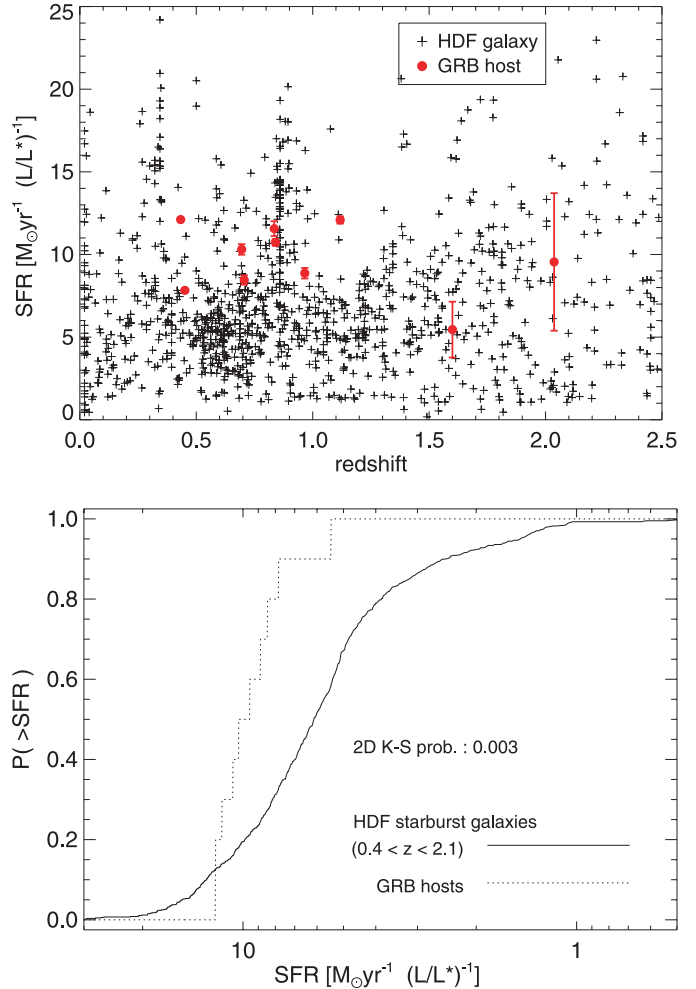 25
20
15
10
5
0
SFR [M⊙yr⁻¹ (L/L*)⁻¹]
HDF galaxy
GRB host
0.0
0.5
1.0
1.5
2.0
2.5
redshift
1.0
0.8
0.6
0.4
0.2
0.0
P( >SFR )
2D K-S prob. : 0.003
HDF starburst galaxies
(0.4 < z < 2.1)
GRB hosts
10
1
SFR [M⊙yr⁻¹ (L/L*)⁻¹]